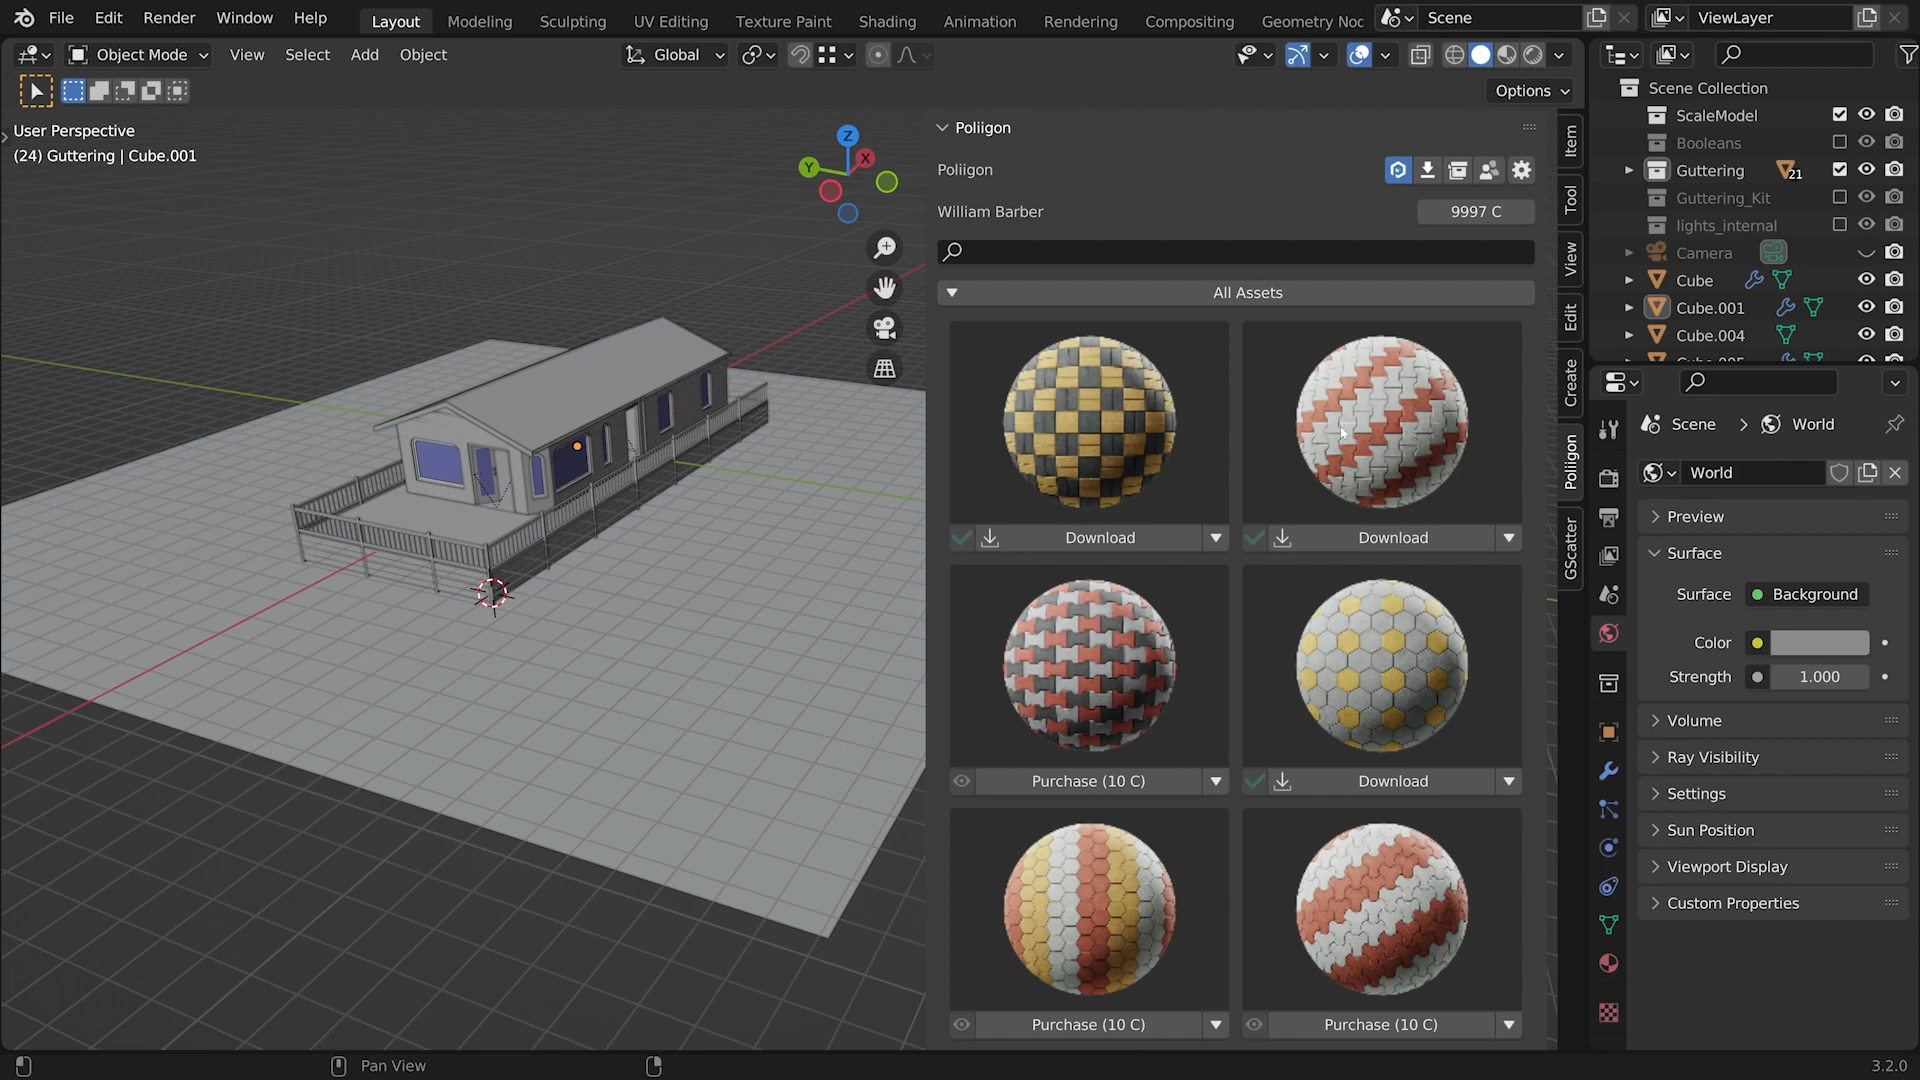 File Edit Render Window Help
Layout Modeling Sculpting UV Editing Texture Paint Shading Animation Rendering Compositing Geometry Noc
Scene
ViewLayer
Object Mode View Select Add Object
Global
Options
User Perspective
(24) Guttering | Cube.001
Z
Y
X
Poliigon
Poliigon
William Barber
9997 C
All Assets
Download
Download
Purchase (10 C)
Download
Purchase (10 C)
Purchase (10 C)
Item
Tool
View
Edit
Create
Poliigon
GScatter
Scene Collection
ScaleModel
Booleans
Guttering 21
Guttering_Kit
lights_internal
Camera
Cube
Cube.001
Cube.004
Scene World
World
Preview
Surface
Surface Background
Color
Strength 1.000
Volume
Ray Visibility
Settings
Sun Position
Viewport Display
Custom Properties
Pan View
3.2.0